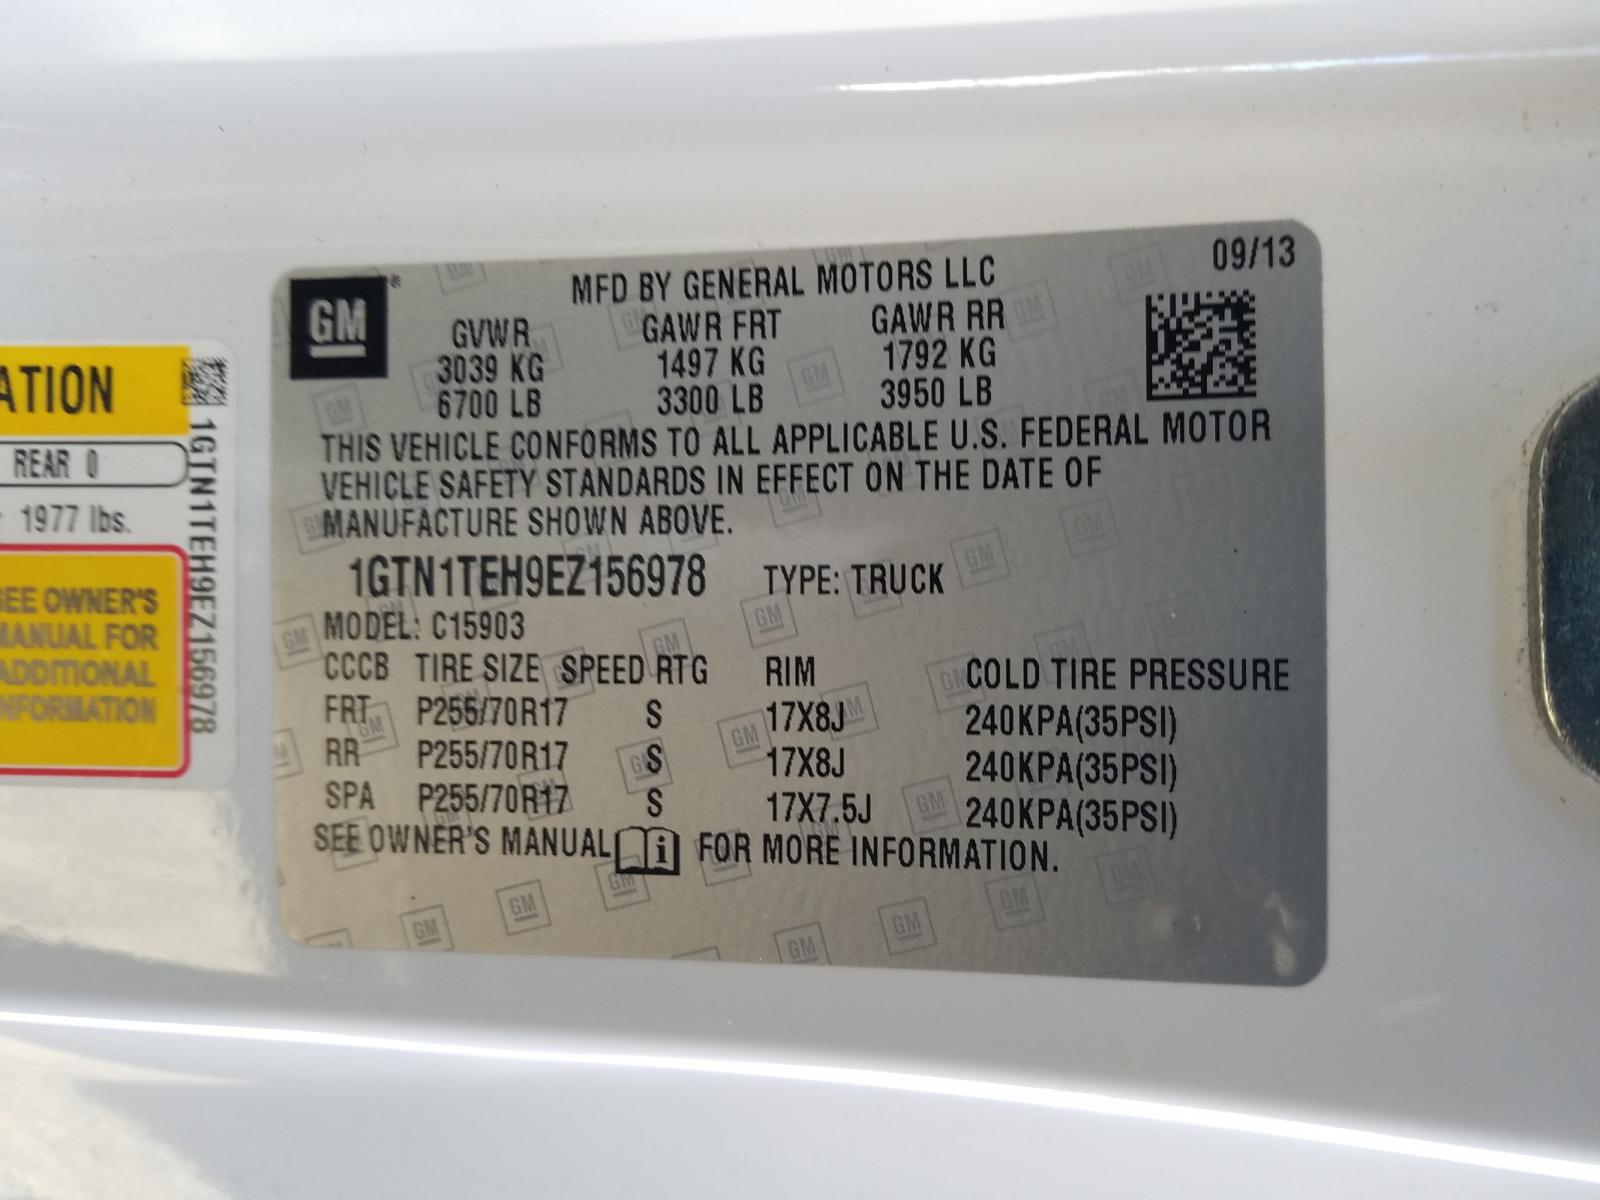 GM
MFD BY GENERAL MOTORS LLC 09/13
GVWR GAWR FRT GAWR RR
3039 KG 1497 KG 1792 KG
6700 LB 3300 LB 3950 LB
THIS VEHICLE CONFORMS TO ALL APPLICABLE U.S. FEDERAL MOTOR
VEHICLE SAFETY STANDARDS IN EFFECT ON THE DATE OF
MANUFACTURE SHOWN ABOVE.
1GTN1TEH9EZ156978 TYPE: TRUCK
MODEL: C15903
CCCB TIRE SIZE SPEED RTG RIM COLD TIRE PRESSURE
FRT P255/70R17 S 17X8J 240KPA(35PSI)
RR P255/70R17 S 17X8J 240KPA(35PSI)
SPA P255/70R17 S 17X7.5J 240KPA(35PSI)
SEE OWNER'S MANUAL i FOR MORE INFORMATION.
ATION
REAR 0
1977 lbs.
SEE OWNER'S
MANUAL FOR
ADDITIONAL
INFORMATION
1GTN1TEH9EZ156978